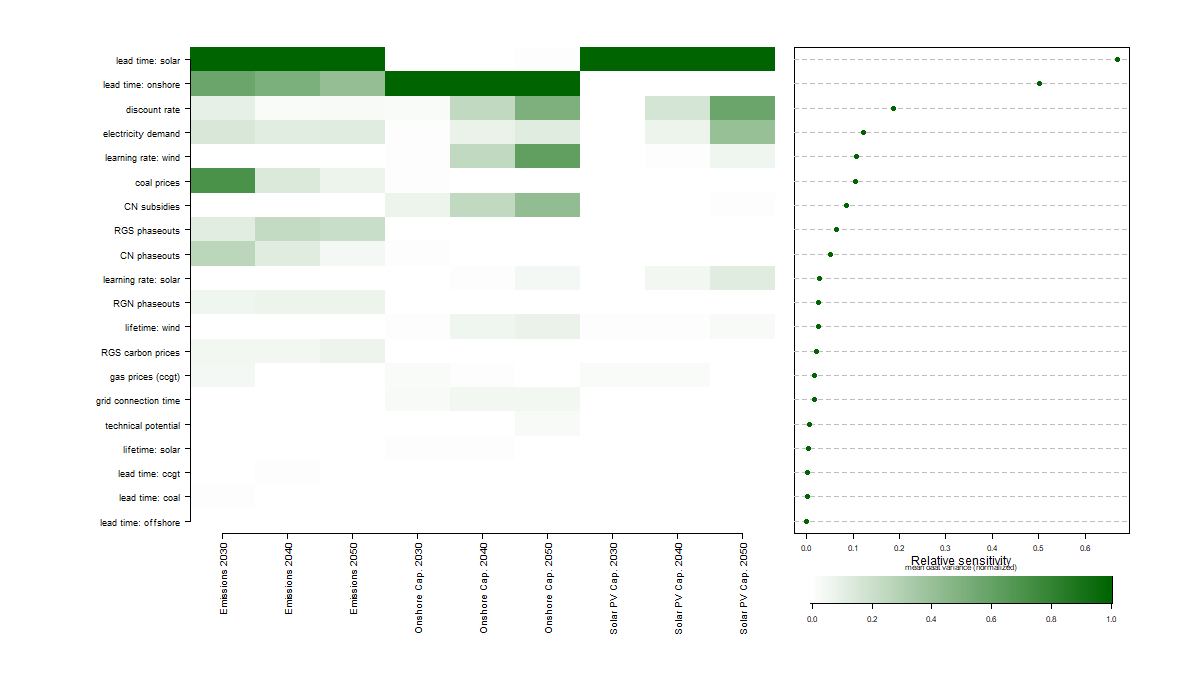 lead time: solar
lead time: onshore
discount rate
electricity demand
learning rate: wind
coal prices
CN subsidies
RGS phaseouts
CN phaseouts
learning rate: solar
RGN phaseouts
lifetime: wind
RGS carbon prices
gas prices (ccgt)
grid connection time
technical potential
lifetime: solar
lead time: ccgt
lead time: coal
lead time: offshore
Emissions 2030
Emissions 2040
Emissions 2050
Onshore Cap. 2030
Onshore Cap. 2040
Onshore Cap. 2050
Solar PV Cap. 2030
Solar PV Cap. 2040
Solar PV Cap. 2050
0.0 0.1 0.2 0.3 0.4 0.5 0.6
Relative sensitivity
mean oaat variance (normalized)
0.0 0.2 0.4 0.6 0.8 1.0